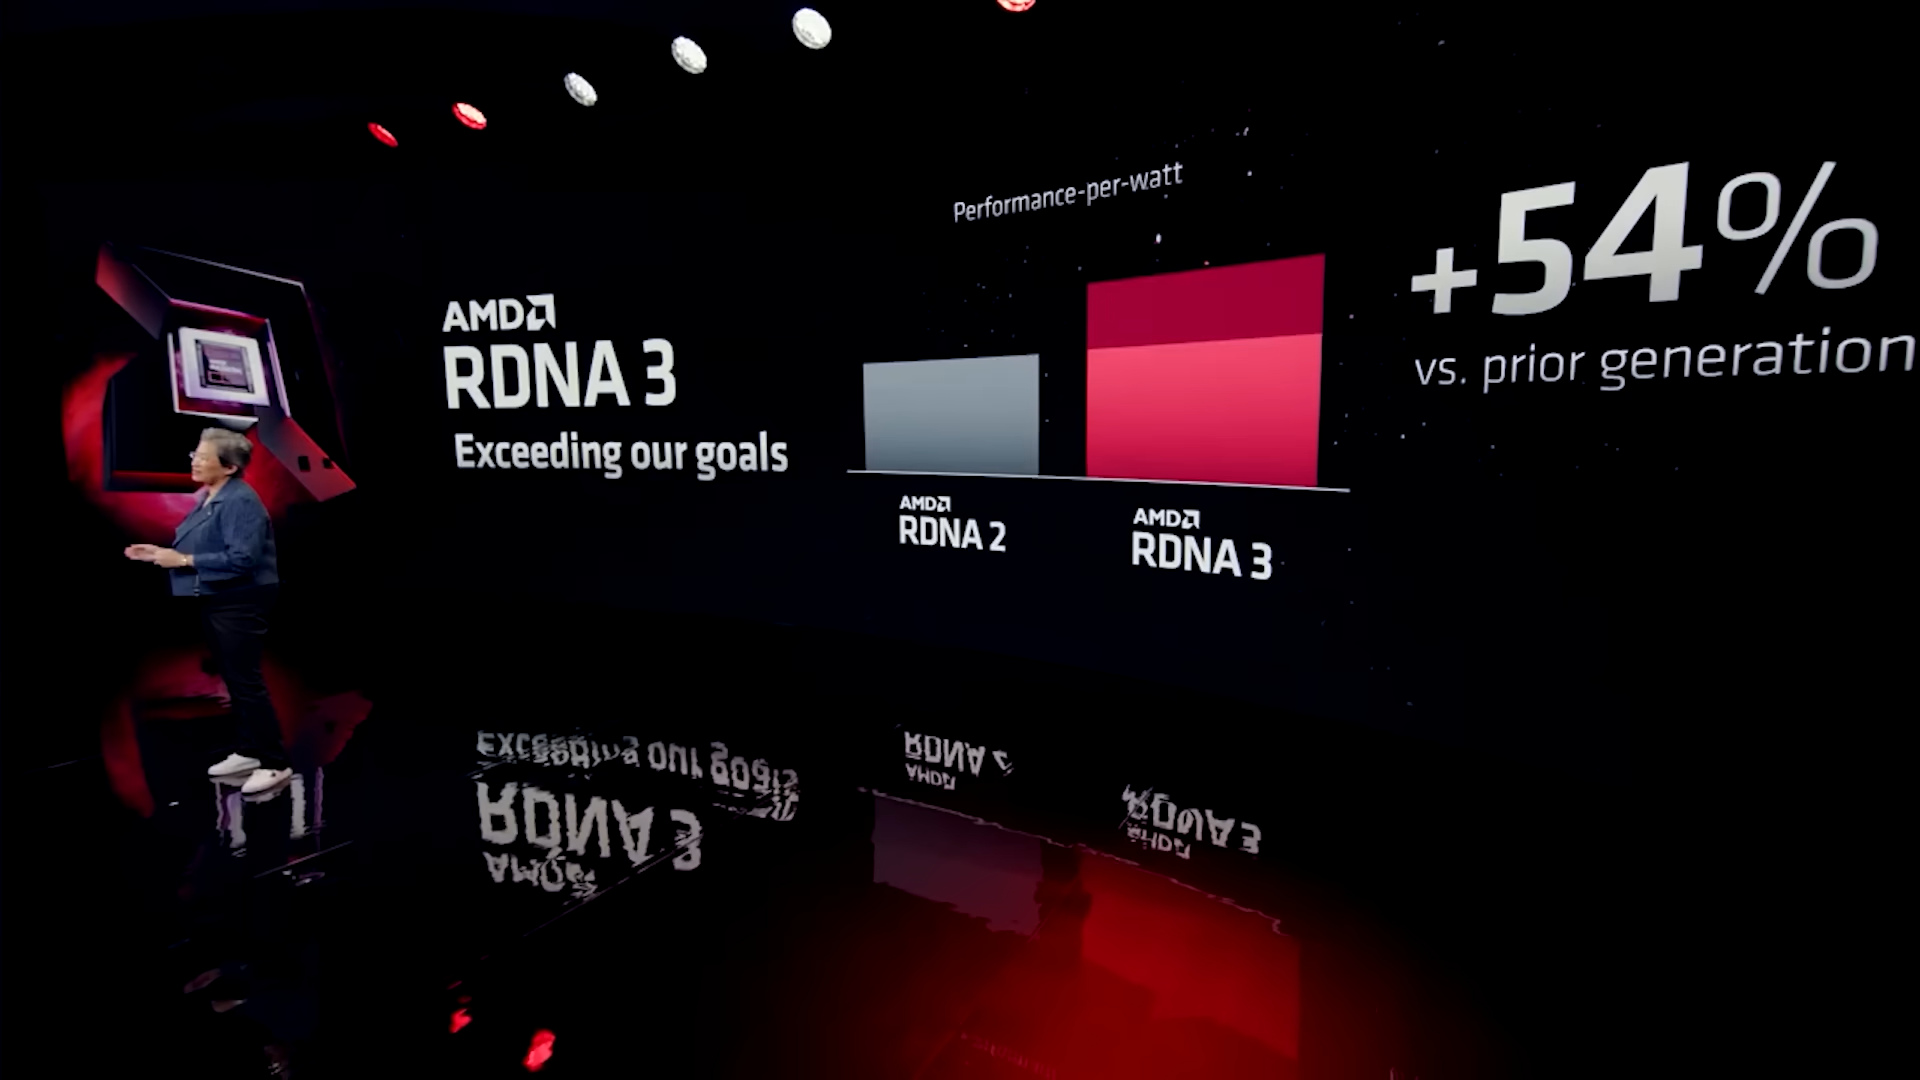 AMD
RDNA 3
Exceeding our goals
Performance-per-watt
AMD
RDNA 2
AMD
RDNA 3
+54%
vs. prior generation